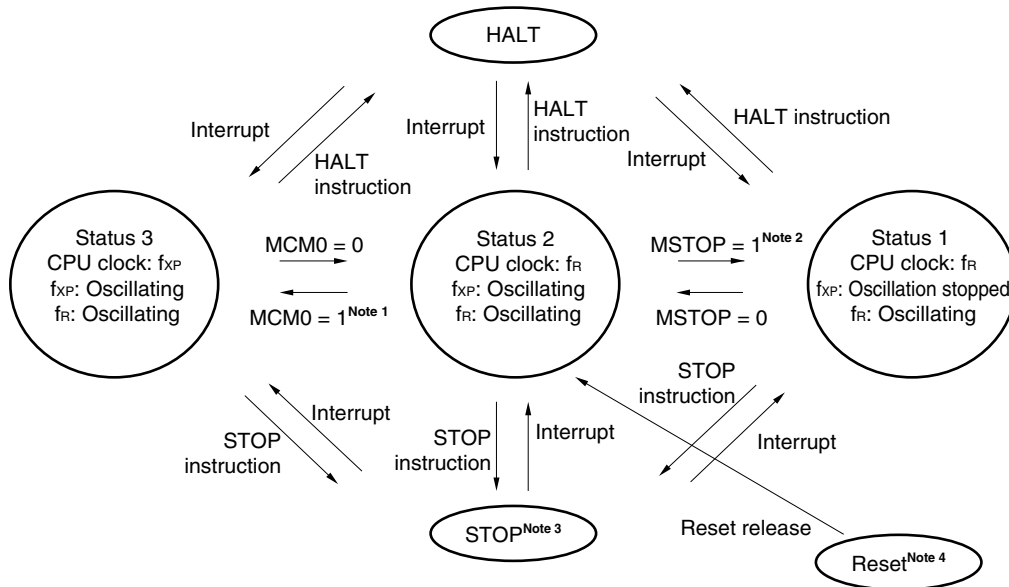 HALT
Interrupt
HALT
instruction
Interrupt
HALT
instruction
Interrupt
HALT instruction
Status 3
CPU clock: fXP
fXP: Oscillating
fR: Oscillating
MCM0 = 0
MCM0 = 1Note 1
Status 2
CPU clock: fR
fXP: Oscillating
fR: Oscillating
MSTOP = 1Note 2
MSTOP = 0
Status 1
CPU clock: fR
fXP: Oscillation stopped
fR: Oscillating
STOP
instruction
Interrupt
STOP
instruction
Interrupt
STOP
instruction
Interrupt
STOPNote 3
Reset release
ResetNote 4